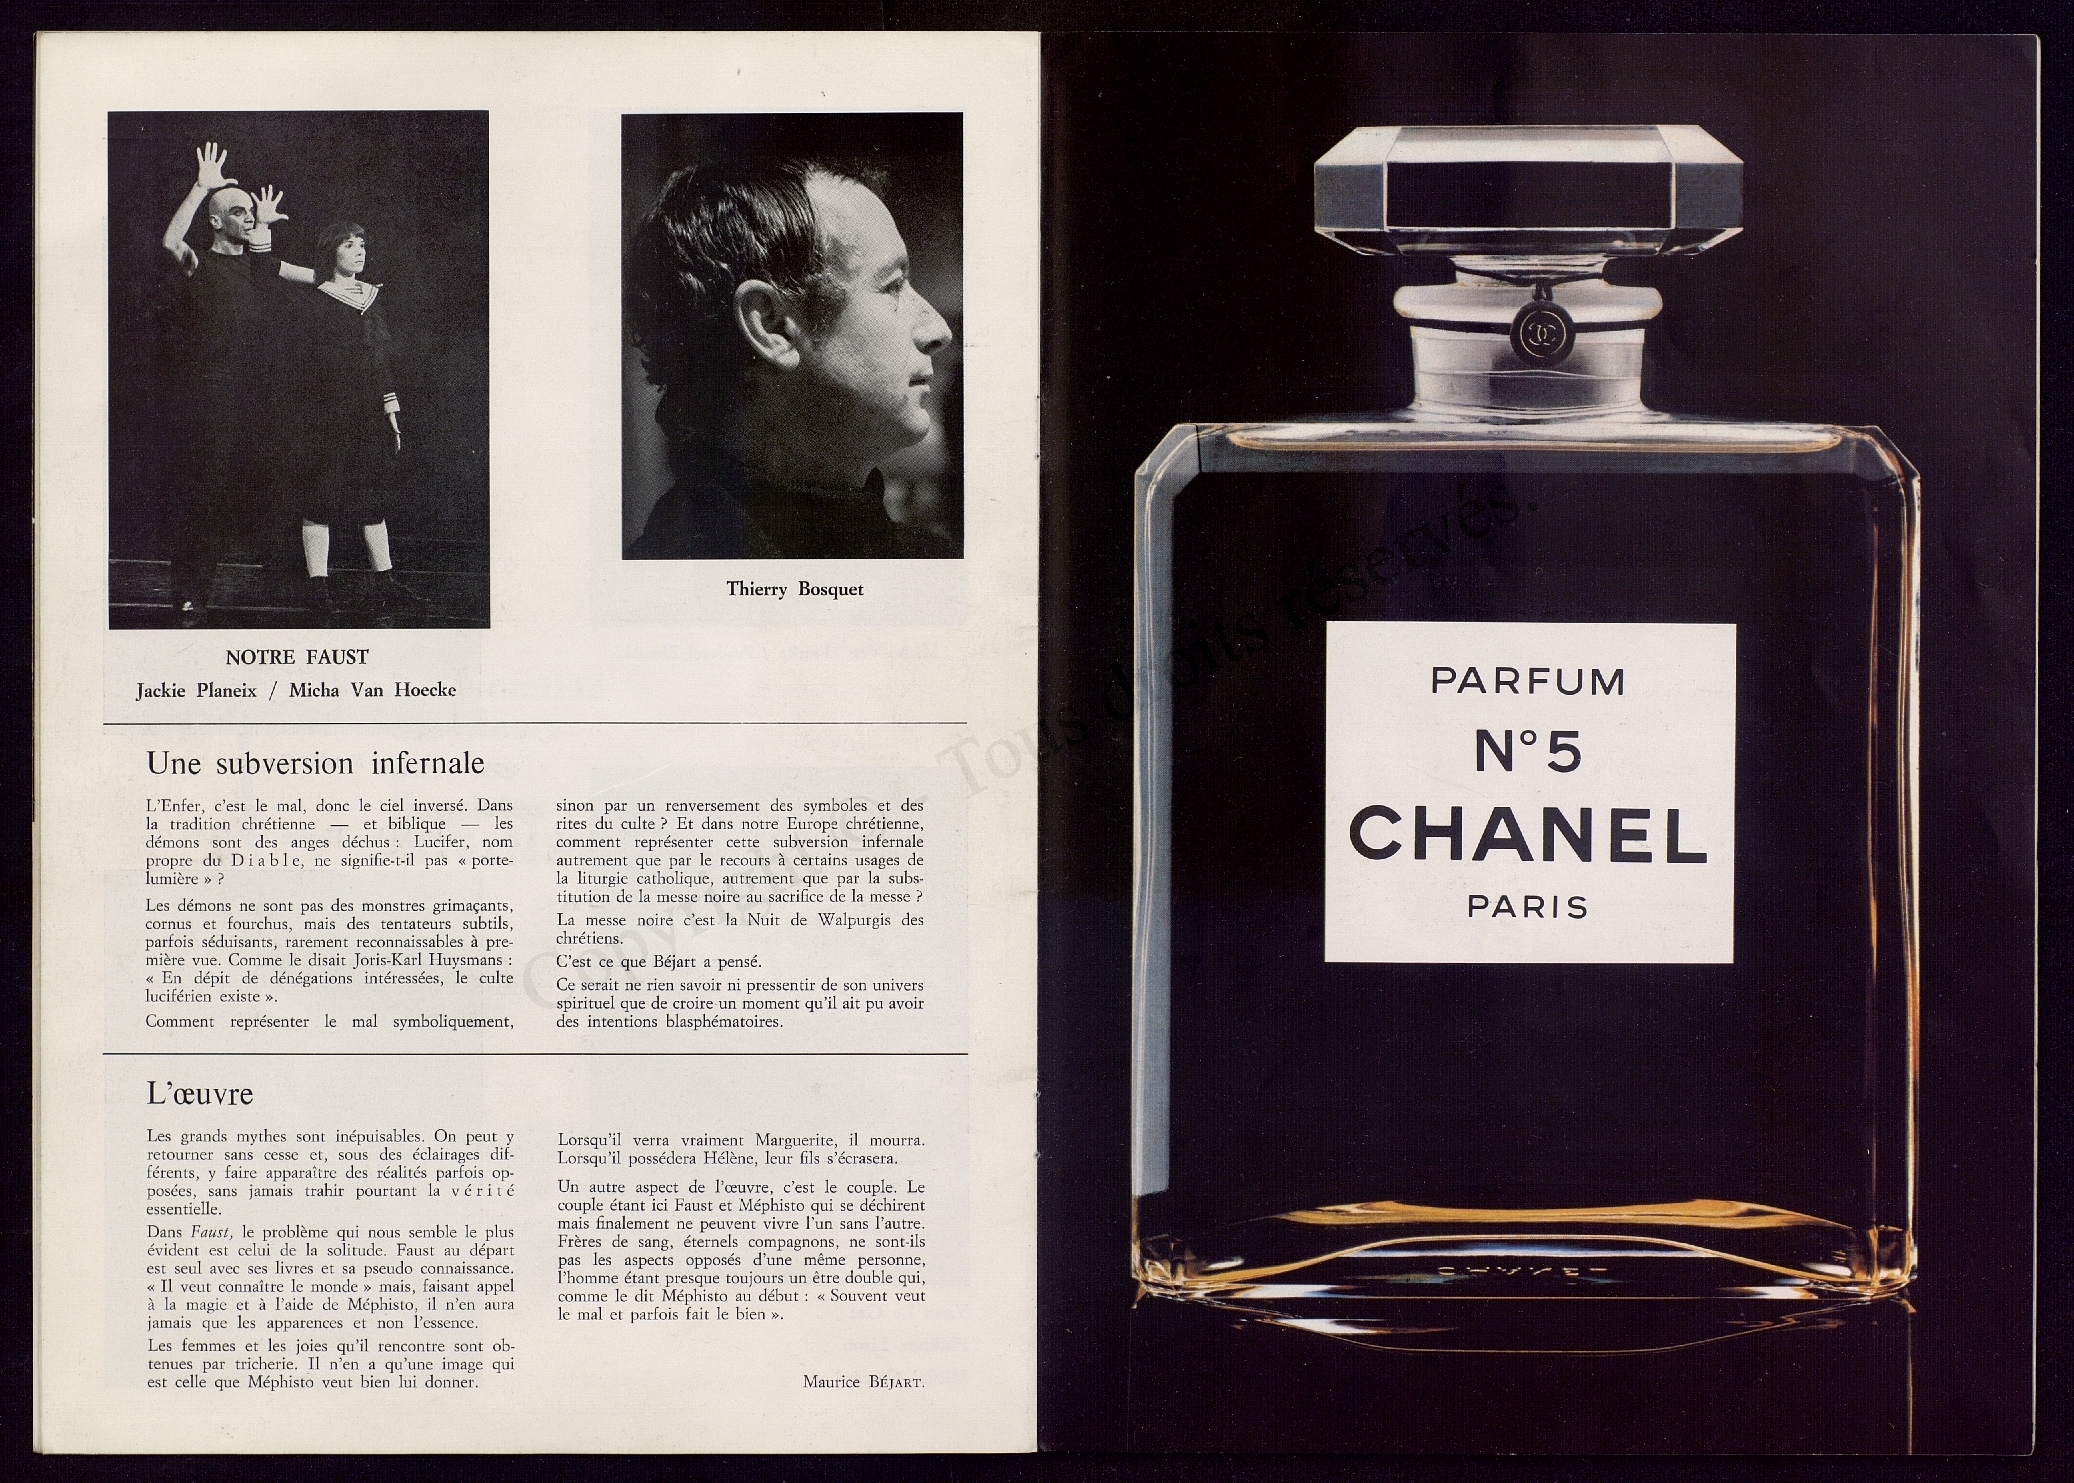 NOTRE FAUST
Jackie Planeix / Micha Van Hoecke
Thierry Bosquet
Une subversion infernale
L'Enfer, c'est le mal, donc le ciel inversé. Dans
la tradition chrétienne — et biblique — les
démons sont des anges déchus : Lucifer, nom
propre du Diable, ne signifie-t-il pas « porte-
lumière » ?
Les démons ne sont pas des monstres grimaçants,
cornus et fourchus, mais des tentateurs subtils,
parfois séduisants, rarement reconnaissables à pre-
mière vue. Comme le disait Joris-Karl Huysmans :
« En dépit de dénégations intéressées, le culte
luciférien existe ».
Comment représenter le mal symboliquement,
sinon par un renversement des symboles et des
rites du culte ? Et dans notre Europe chrétienne,
comment représenter cette subversion infernale
autrement que par le recours à certains usages de
la liturgie catholique, autrement que par la subs-
titution de la messe noire au sacrifice de la messe ?
La messe noire c'est la Nuit de Walpurgis des
chrétiens.
C'est ce que Béjart a pensé.
Ce serait ne rien savoir ni pressentir de son univers
spirituel que de croire un moment qu'il ait pu avoir
des intentions blasphématoires.
L'œuvre
Les grands mythes sont inépuisables. On peut y
retourner sans cesse et, sous des éclairages dif-
férents, y faire apparaître des réalités parfois op-
posées, sans jamais trahir pourtant la vérité
essentielle.
Dans Faust, le problème qui nous semble le plus
évident est celui de la solitude. Faust au départ
est seul avec ses livres et sa pseudo connaissance.
« Il veut connaître le monde » mais, faisant appel
à la magie et à l'aide de Méphisto, il n'en aura
jamais que les apparences et non l'essence.
Les femmes et les joies qu'il rencontre sont ob-
tenues par tricherie. Il n'en a qu'une image qui
est celle que Méphisto veut bien lui donner.
Lorsqu'il verra vraiment Marguerite, il mourra.
Lorsqu'il possédera Hélène, leur fils s'écrasera.
Un autre aspect de l'œuvre, c'est le couple. Le
couple étant ici Faust et Méphisto qui se déchirent
mais finalement ne peuvent vivre l'un sans l'autre.
Frères de sang, éternels compagnons, ne sont-ils
pas les aspects opposés d'une même personne,
l'homme étant presque toujours un être double qui,
comme le dit Méphisto au début : « Souvent veut
le mal et parfois fait le bien ».
Maurice BÉJART.
PARFUM
N°5
CHANEL
PARIS
Copyright - Tous droits réservés.